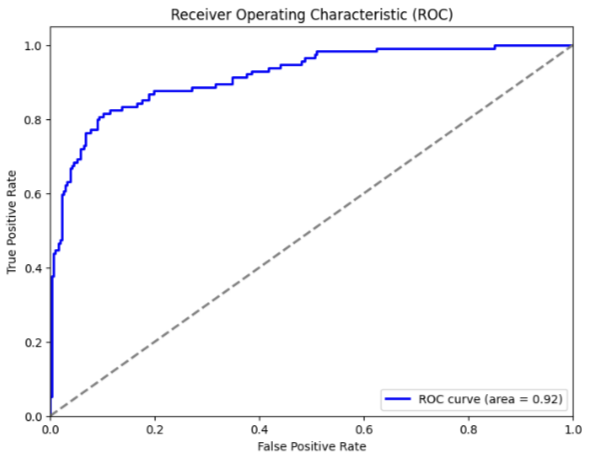 Receiver Operating Characteristic (ROC)
True Positive Rate
1.0
0.8
0.6
0.4
0.2
0.0
ROC curve (area = 0.92)
0.0 0.2 0.4 0.6 0.8 1.0
False Positive Rate